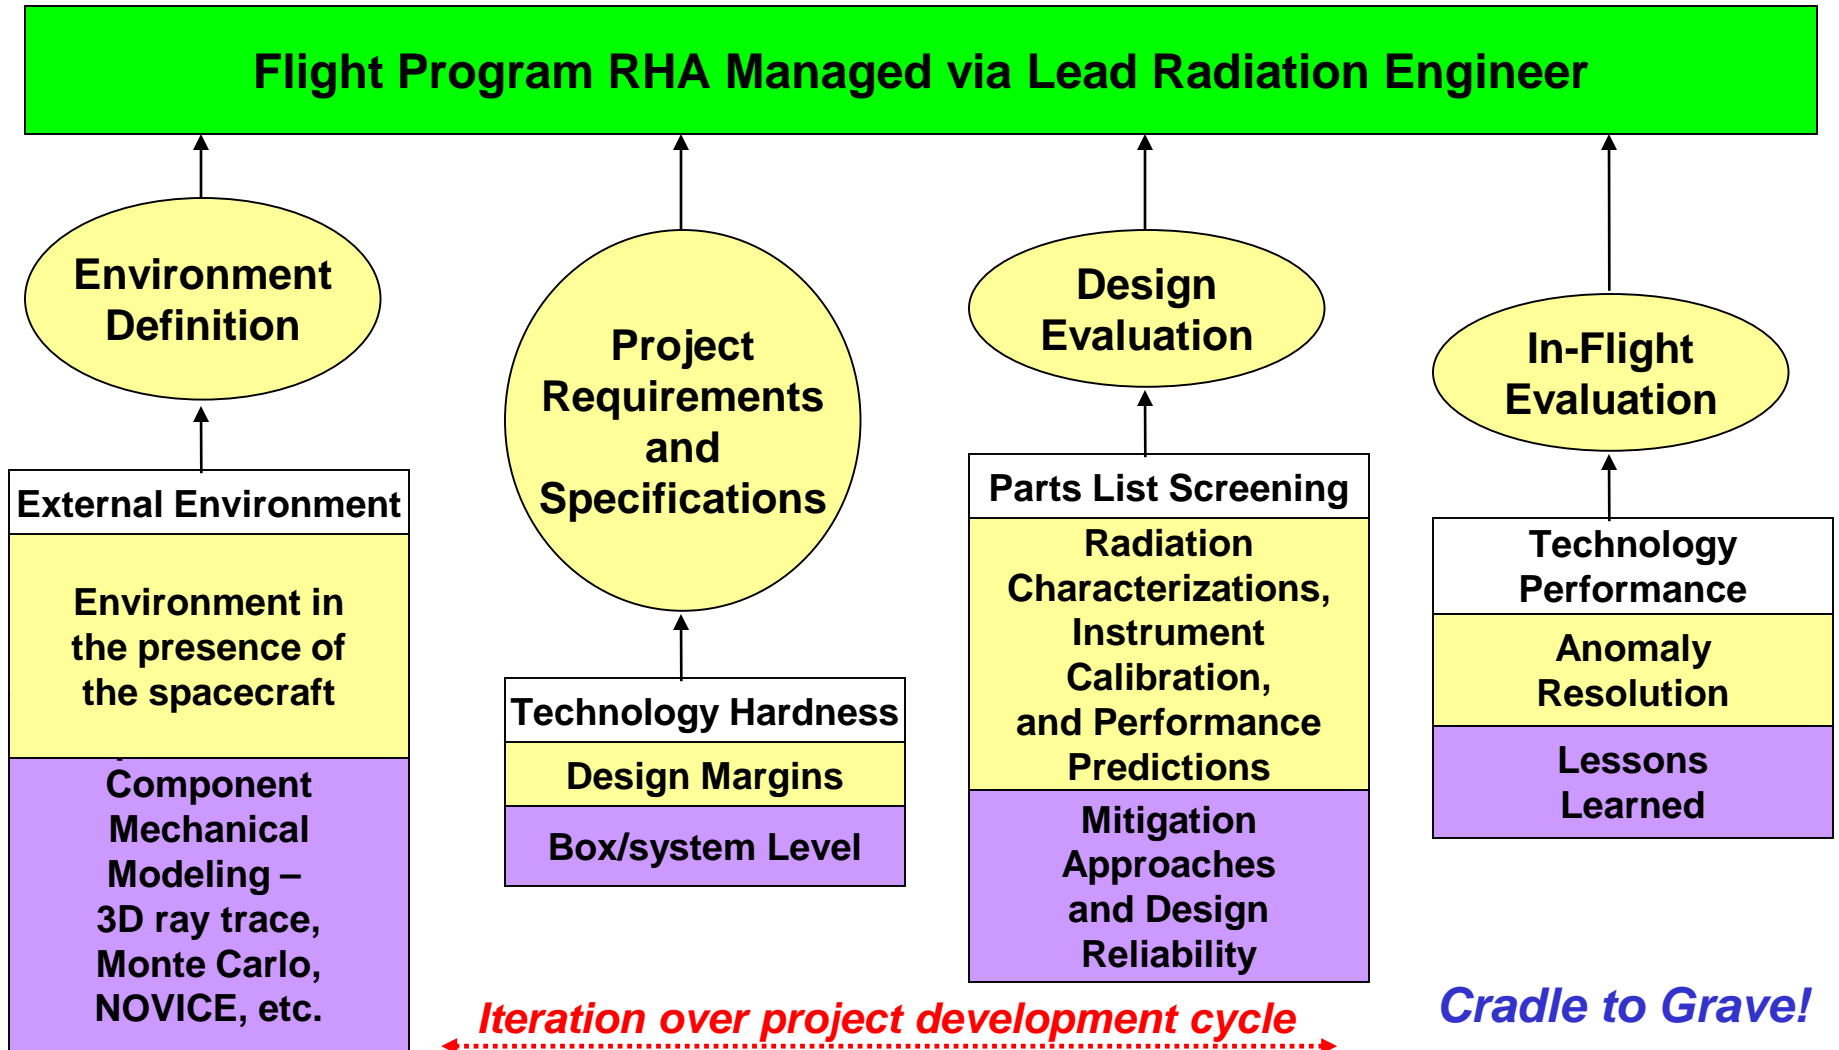 Flight Program RHA Managed via Lead Radiation Engineer
Environment
Definition
External Environment
Environment in
the presence of
the spacecraft
Component
Mechanical
Modeling –
3D ray trace,
Monte Carlo,
NOVICE, etc.
Project
Requirements
and
Specifications
Technology Hardness
Design Margins
Box/system Level
Design
Evaluation
Parts List Screening
Radiation
Characterizations,
Instrument
Calibration,
and Performance
Predictions
Mitigation
Approaches
and Design
Reliability
In-Flight
Evaluation
Technology
Performance
Anomaly
Resolution
Lessons
Learned
Iteration over project development cycle
Cradle to Grave!